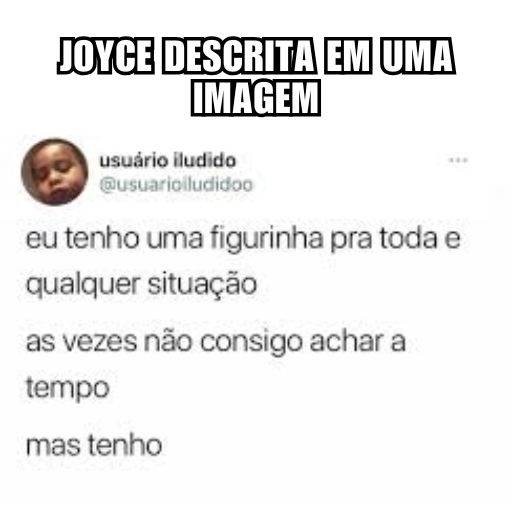 JOYCE DESCRITA EM UMA
IMAGEM
usuário iludido
@usuarioiludidoo
eu tenho uma figurinha pra toda e
qualquer situação
as vezes não consigo achar a
tempo
mas tenho